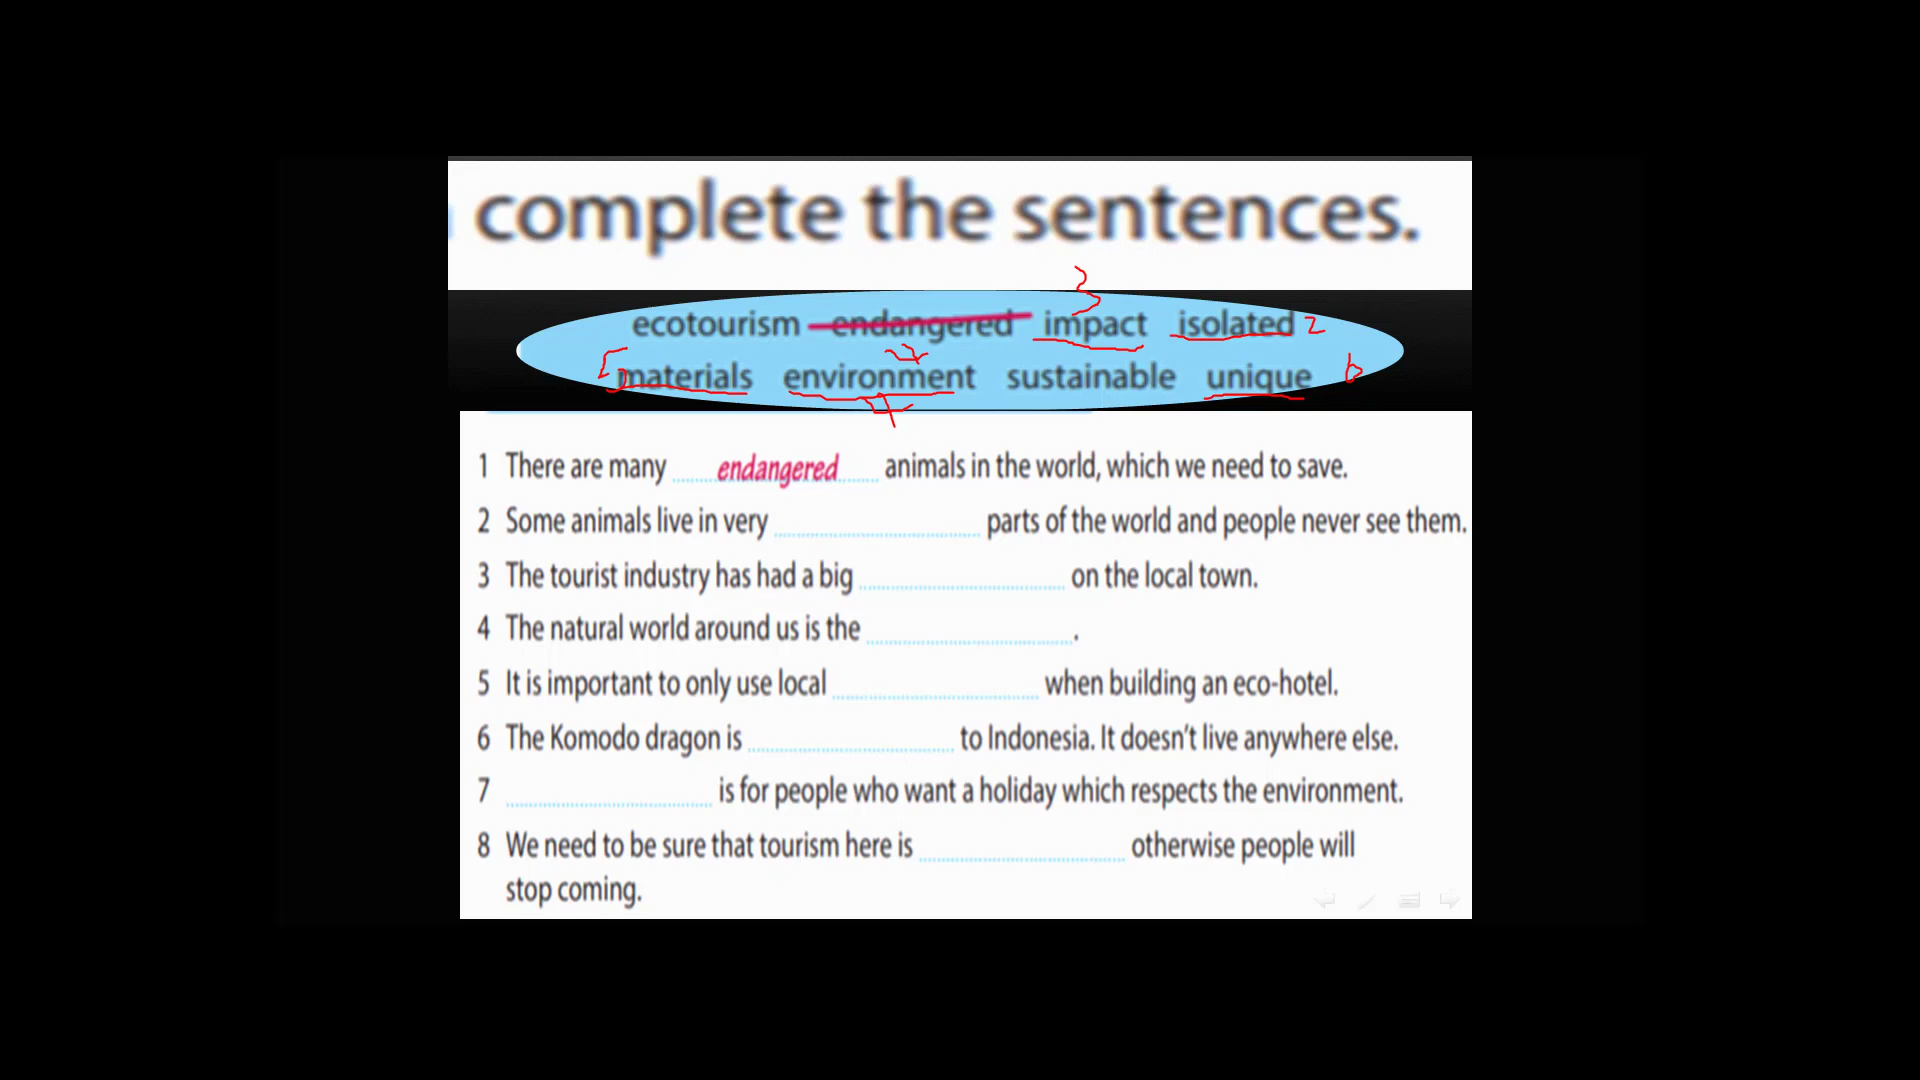 complete the sentences.
3
ecotourism endangered impact isolated 2
5 materials environment sustainable unique 6
4
1 There are many endangered animals in the world, which we need to save.
2 Some animals live in very parts of the world and people never see them.
3 The tourist industry has had a big on the local town.
4 The natural world around us is the .
5 It is important to only use local when building an eco-hotel.
6 The Komodo dragon is to Indonesia. It doesn't live anywhere else.
7 is for people who want a holiday which respects the environment.
8 We need to be sure that tourism here is otherwise people will
stop coming.